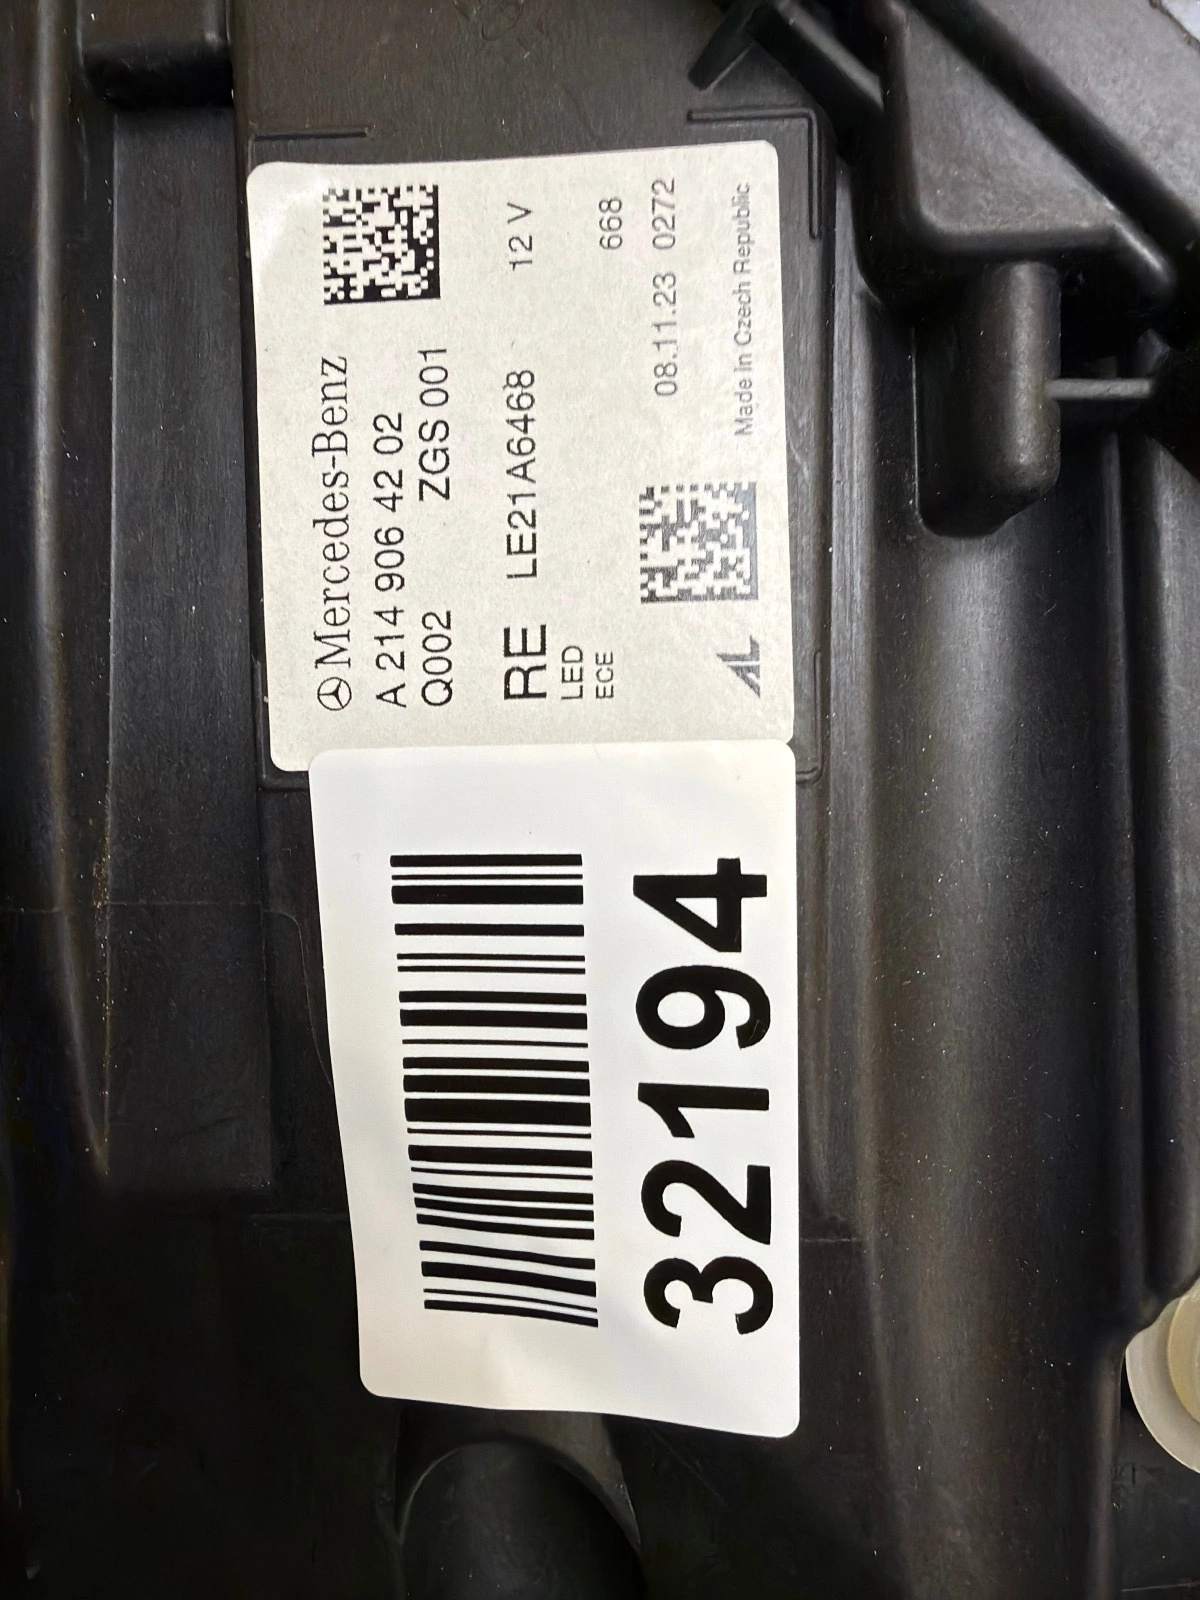 Mercedes-Benz
A 214 906 42 02
Q002 ZGS 001
RE LE21A6468 12 V
LED
ECE 668
08.11.23 0272
AL Made In Czech Republic
32194